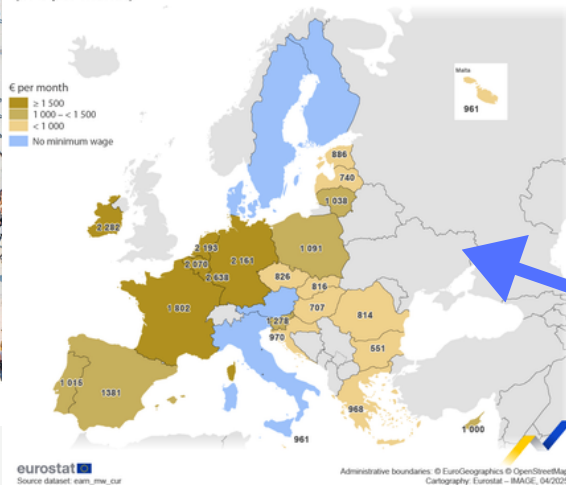 Malta
961
€ per month
≥ 1 500
1 000 – < 1 500
< 1 000
No minimum wage
886
740
1 038
2 282
2 193
2 161
1 091
2 070
2 638
826
816
1 802
707
814
1 278
970
551
1 015
1381
968
961
1 000
eurostat
Administrative boundaries: © EuroGeographics © OpenStreetMap
Source dataset: earn_mw_cur
Cartography: Eurostat – IMAGE, 04/2025